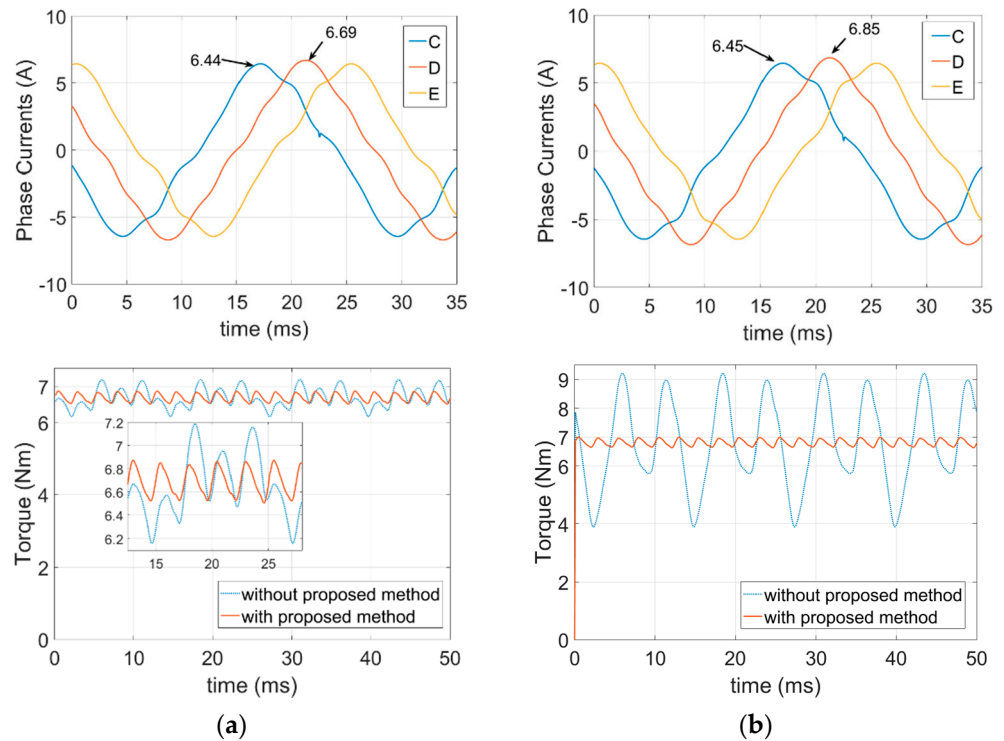 10
5
0
-5
-10
Phase Currents (A)
6.44
6.69
C
D
E
0 5 10 15 20 25 30 35
time (ms)
10
5
0
-5
-10
Phase Currents (A)
6.45
6.85
C
D
E
0 5 10 15 20 25 30 35
time (ms)
7
6
4
2
0
Torque (Nm)
7.2
7
6.8
6.6
6.4
6.2
15 20 25
without proposed method
with proposed method
0 10 20 30 40 50
time (ms)
(a)
9
8
7
6
4
2
0
Torque (Nm)
without proposed method
with proposed method
0 10 20 30 40 50
time (ms)
(b)